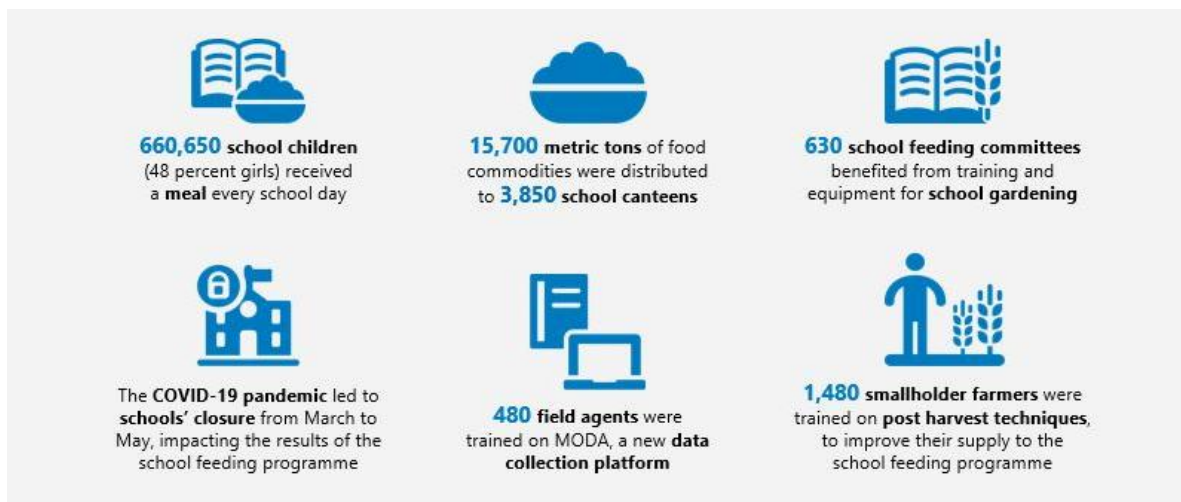 660,650 school children
(48 percent girls) received
a meal every school day
15,700 metric tons of food
commodities were distributed
to 3,850 school canteens
630 school feeding committees
benefited from training and
equipment for school gardening
The COVID-19 pandemic led to
schools’ closure from March to
May, impacting the results of the
school feeding programme
480 field agents were
trained on MODA, a new data
collection platform
1,480 smallholder farmers were
trained on post harvest techniques,
to improve their supply to the
school feeding programme